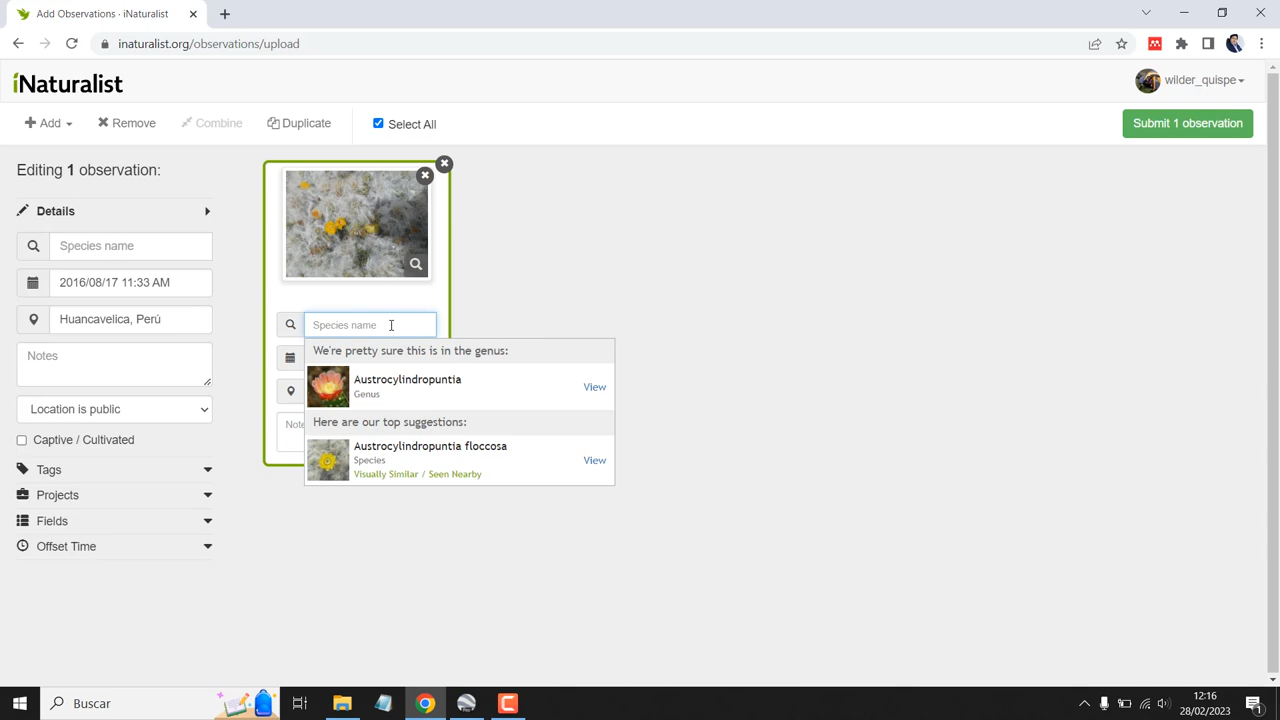 Add Observations · iNaturalist
inaturalist.org/observations/upload
iNaturalist
wilder_quispe
Add
Remove
Combine
Duplicate
Select All
Submit 1 observation
Editing 1 observation:
Details
Species name
2016/08/17 11:33 AM
Huancavelica, Perú
Notes
Location is public
Captive / Cultivated
Tags
Projects
Fields
Offset Time
Species name
We're pretty sure this is in the genus:
Austrocylindropuntia
Genus
View
Here are our top suggestions:
Austrocylindropuntia floccosa
Species
Visually Similar / Seen Nearby
View
Note
Buscar
12:16
28/02/2023
1